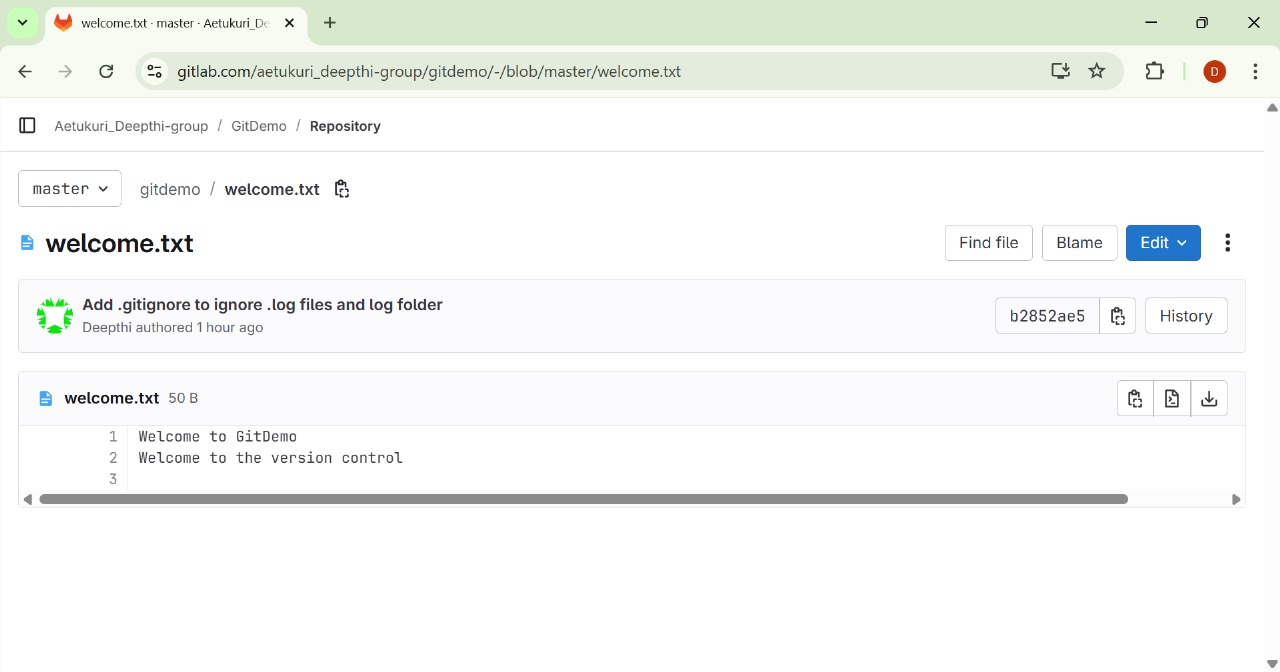 welcome.txt · master · Aetukuri_De
gitlab.com/aetukuri_deepthi-group/gitdemo/-/blob/master/welcome.txt
D
Aetukuri_Deepthi-group / GitDemo / Repository
master gitdemo / welcome.txt
welcome.txt
Find file Blame Edit
Add .gitignore to ignore .log files and log folder
Deepthi authored 1 hour ago
b2852ae5 History
welcome.txt 50 B
1 Welcome to GitDemo
2 Welcome to the version control
3